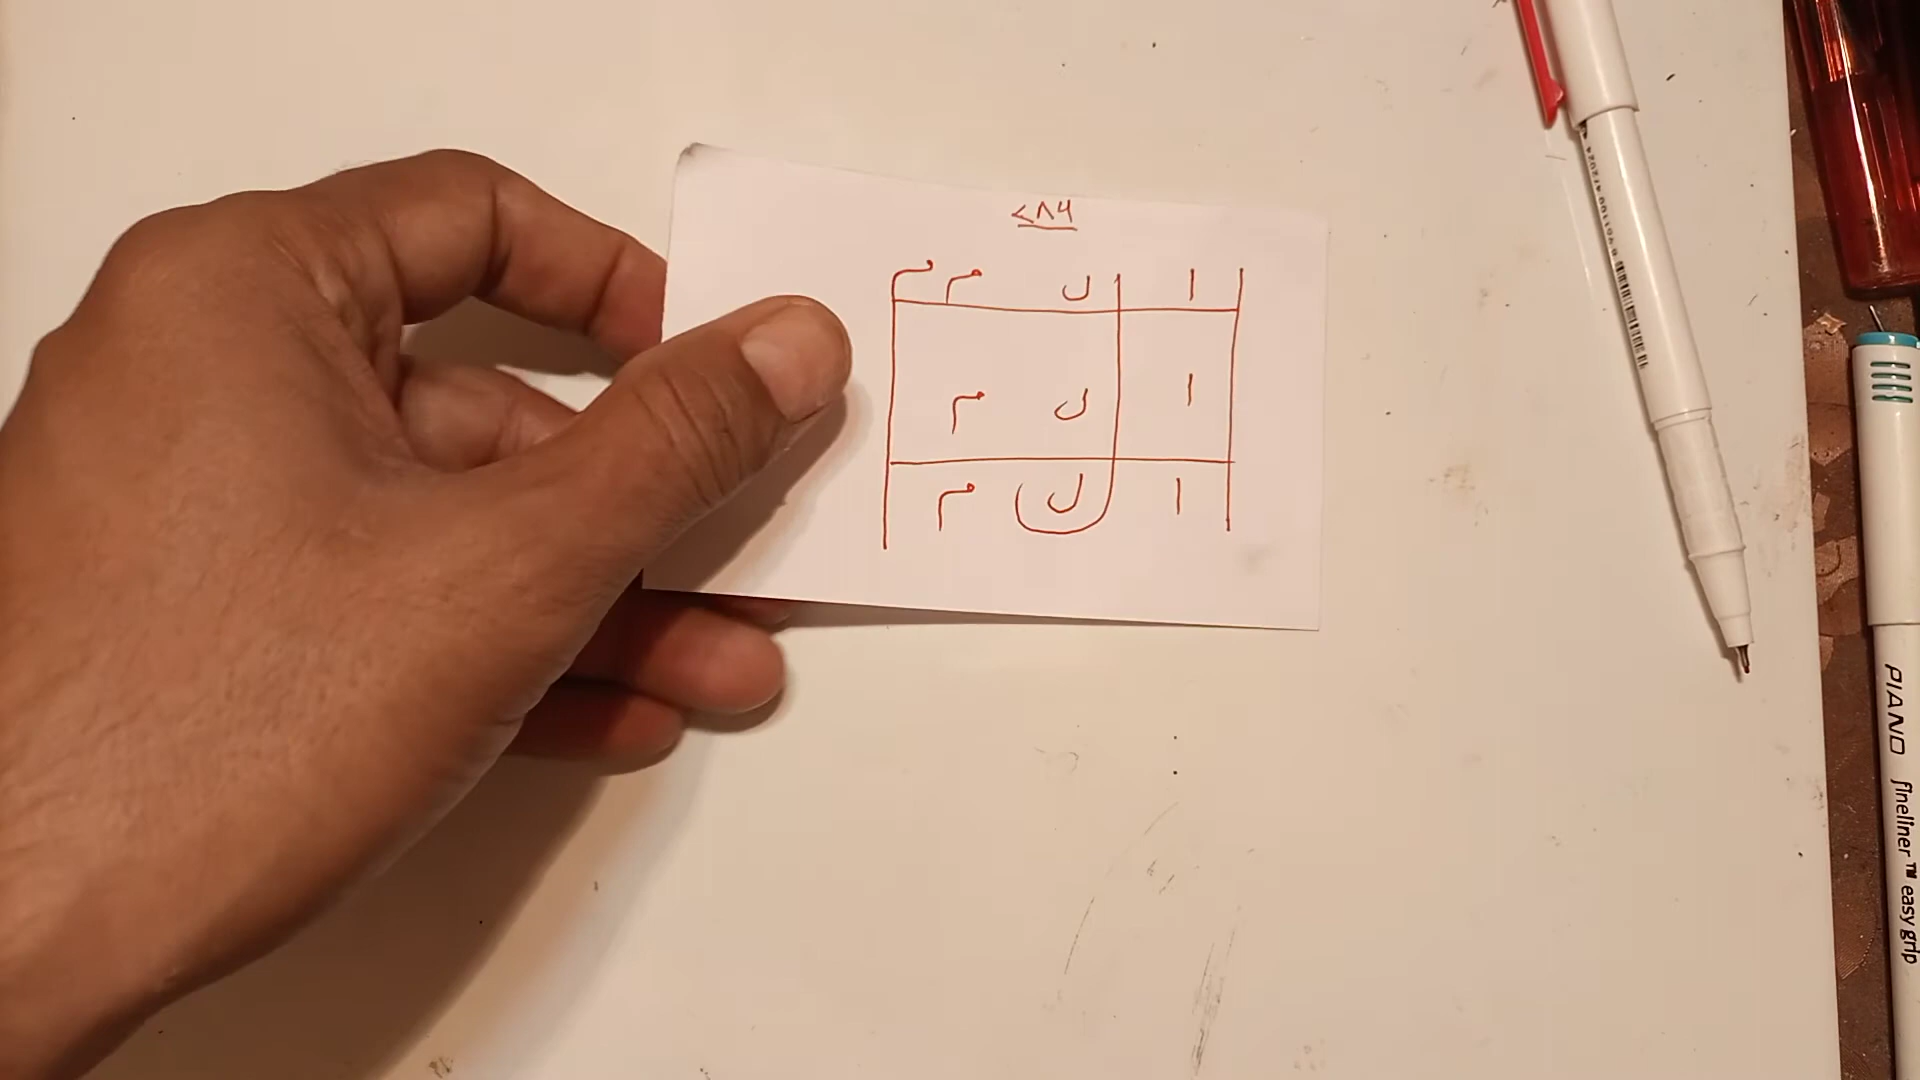 <٨٤
ا ل م م
ا ل م
ا ل م
PIANO fineliner™ easy grip